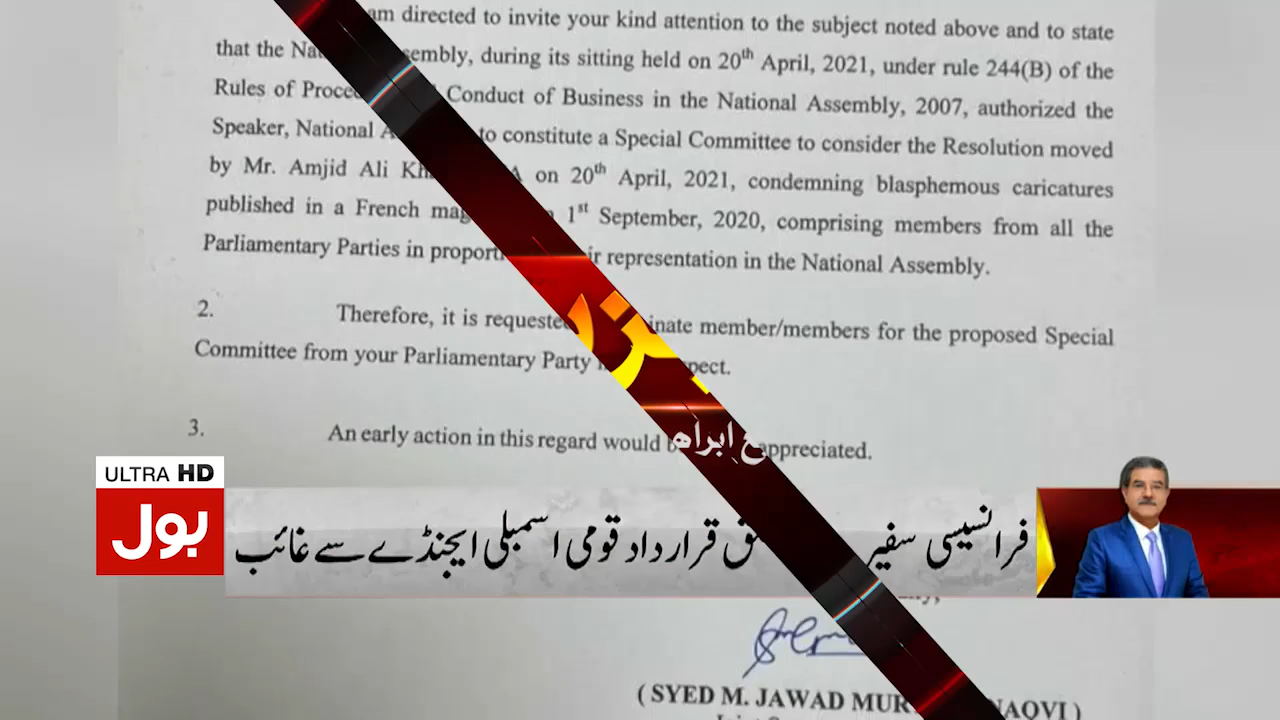 am directed to invite your kind attention to the subject noted above and to state
that the Na sembly, during its sitting held on 20th April, 2021, under rule 244(B) of the
Rules of Proce Conduct of Business in the National Assembly, 2007, authorized the
Speaker, National A to constitute a Special Committee to consider the Resolution moved
by Mr. Amjid Ali Kh on 20th April, 2021, condemning blasphemous caricatures
published in a French mag 1st September, 2020, comprising members from all the
Parliamentary Parties in proport ir representation in the National Assembly.
2. Therefore, it is requeste inate member/members for the proposed Special
Committee from your Parliamentary Party pect.
3. An early action in this regard would b appreciated.
ULTRA HD
بول
فرانسیسی سفیر قرارداد قومی اسمبلی ایجنڈے سے غائب
( SYED M. JAWAD MUR NAQVI )